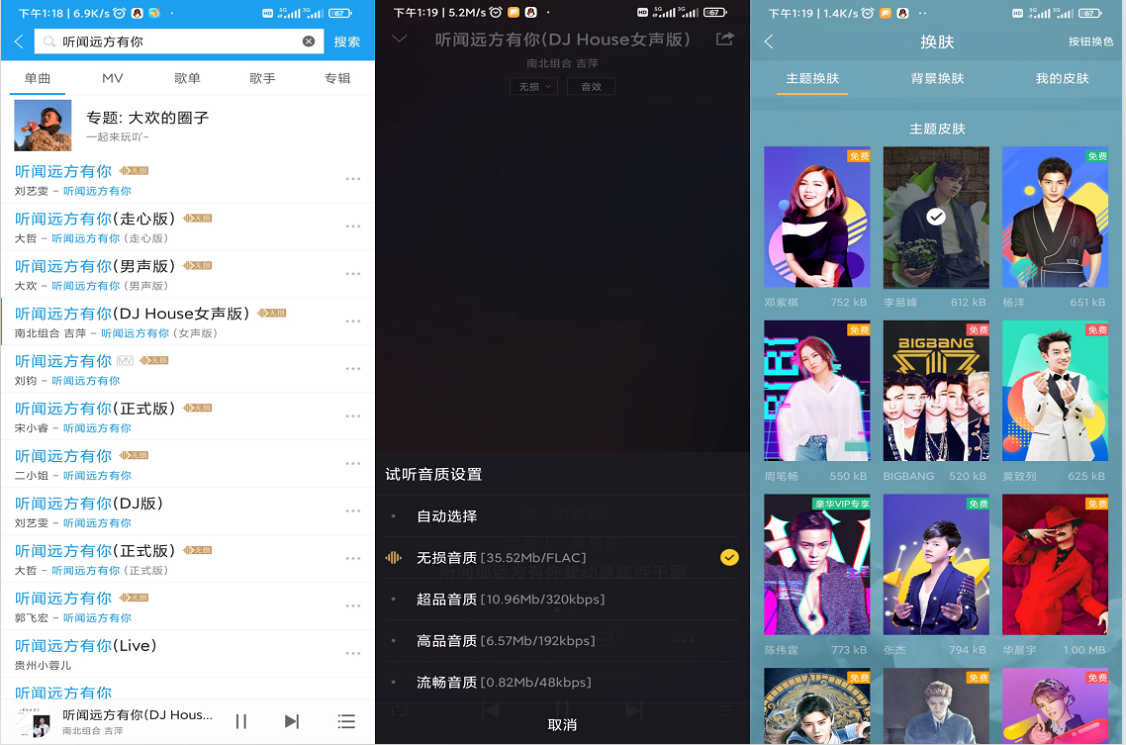 下午1:18 | 6.9K/s
HD 5G 3G 67
听闻远方有你
搜索
单曲 MV 歌单 歌手 专辑
专题: 大欢的圈子
一起来玩吖~
听闻远方有你 无损
刘艺雯 - 听闻远方有你
听闻远方有你(走心版) 无损
大哲 - 听闻远方有你 (走心版)
听闻远方有你(男声版) 无损
大欢 - 听闻远方有你 (男声版)
听闻远方有你(DJ House女声版) 无损
南北组合 吉萍 - 听闻远方有你 (女声版)
听闻远方有你 MV 无损
刘钧 - 听闻远方有你
听闻远方有你(正式版) 无损
宋小睿 - 听闻远方有你
听闻远方有你 无损
二小姐 - 听闻远方有你
听闻远方有你(DJ版)
刘艺雯 - 听闻远方有你
听闻远方有你(正式版) 无损
大哲 - 听闻远方有你 (正式版)
听闻远方有你 无损
郭飞宏 - 听闻远方有你
听闻远方有你(Live)
贵州小蓉儿
听闻远方有你
听闻远方有你(DJ Hous...
南北组合 吉萍
下午1:19 | 5.2M/s
HD 5G 3G 67
听闻远方有你(DJ House女声版)
南北组合 吉萍
无损 音效
试听音质设置
自动选择
无损音质 [35.52Mb/FLAC]
超品音质 [10.96Mb/320kbps]
高品音质 [6.57Mb/192kbps]
流畅音质 [0.82Mb/48kbps]
取消
下午1:19 | 1.4K/s
HD 5G 3G 67
换肤
按钮换色
主题换肤 背景换肤 我的皮肤
主题皮肤
免费 免费
邓紫棋 752 kB 李易峰 812 kB 杨洋 651 kB
免费 免费 免费
BIGBANG
周笔畅 550 kB BIGBANG 520 kB 黄致列 625 kB
豪华VIP专享 免费 免费
陈伟霆 773 kB 张杰 794 kB 华晨宇 1.00 MB
免费 免费 免费